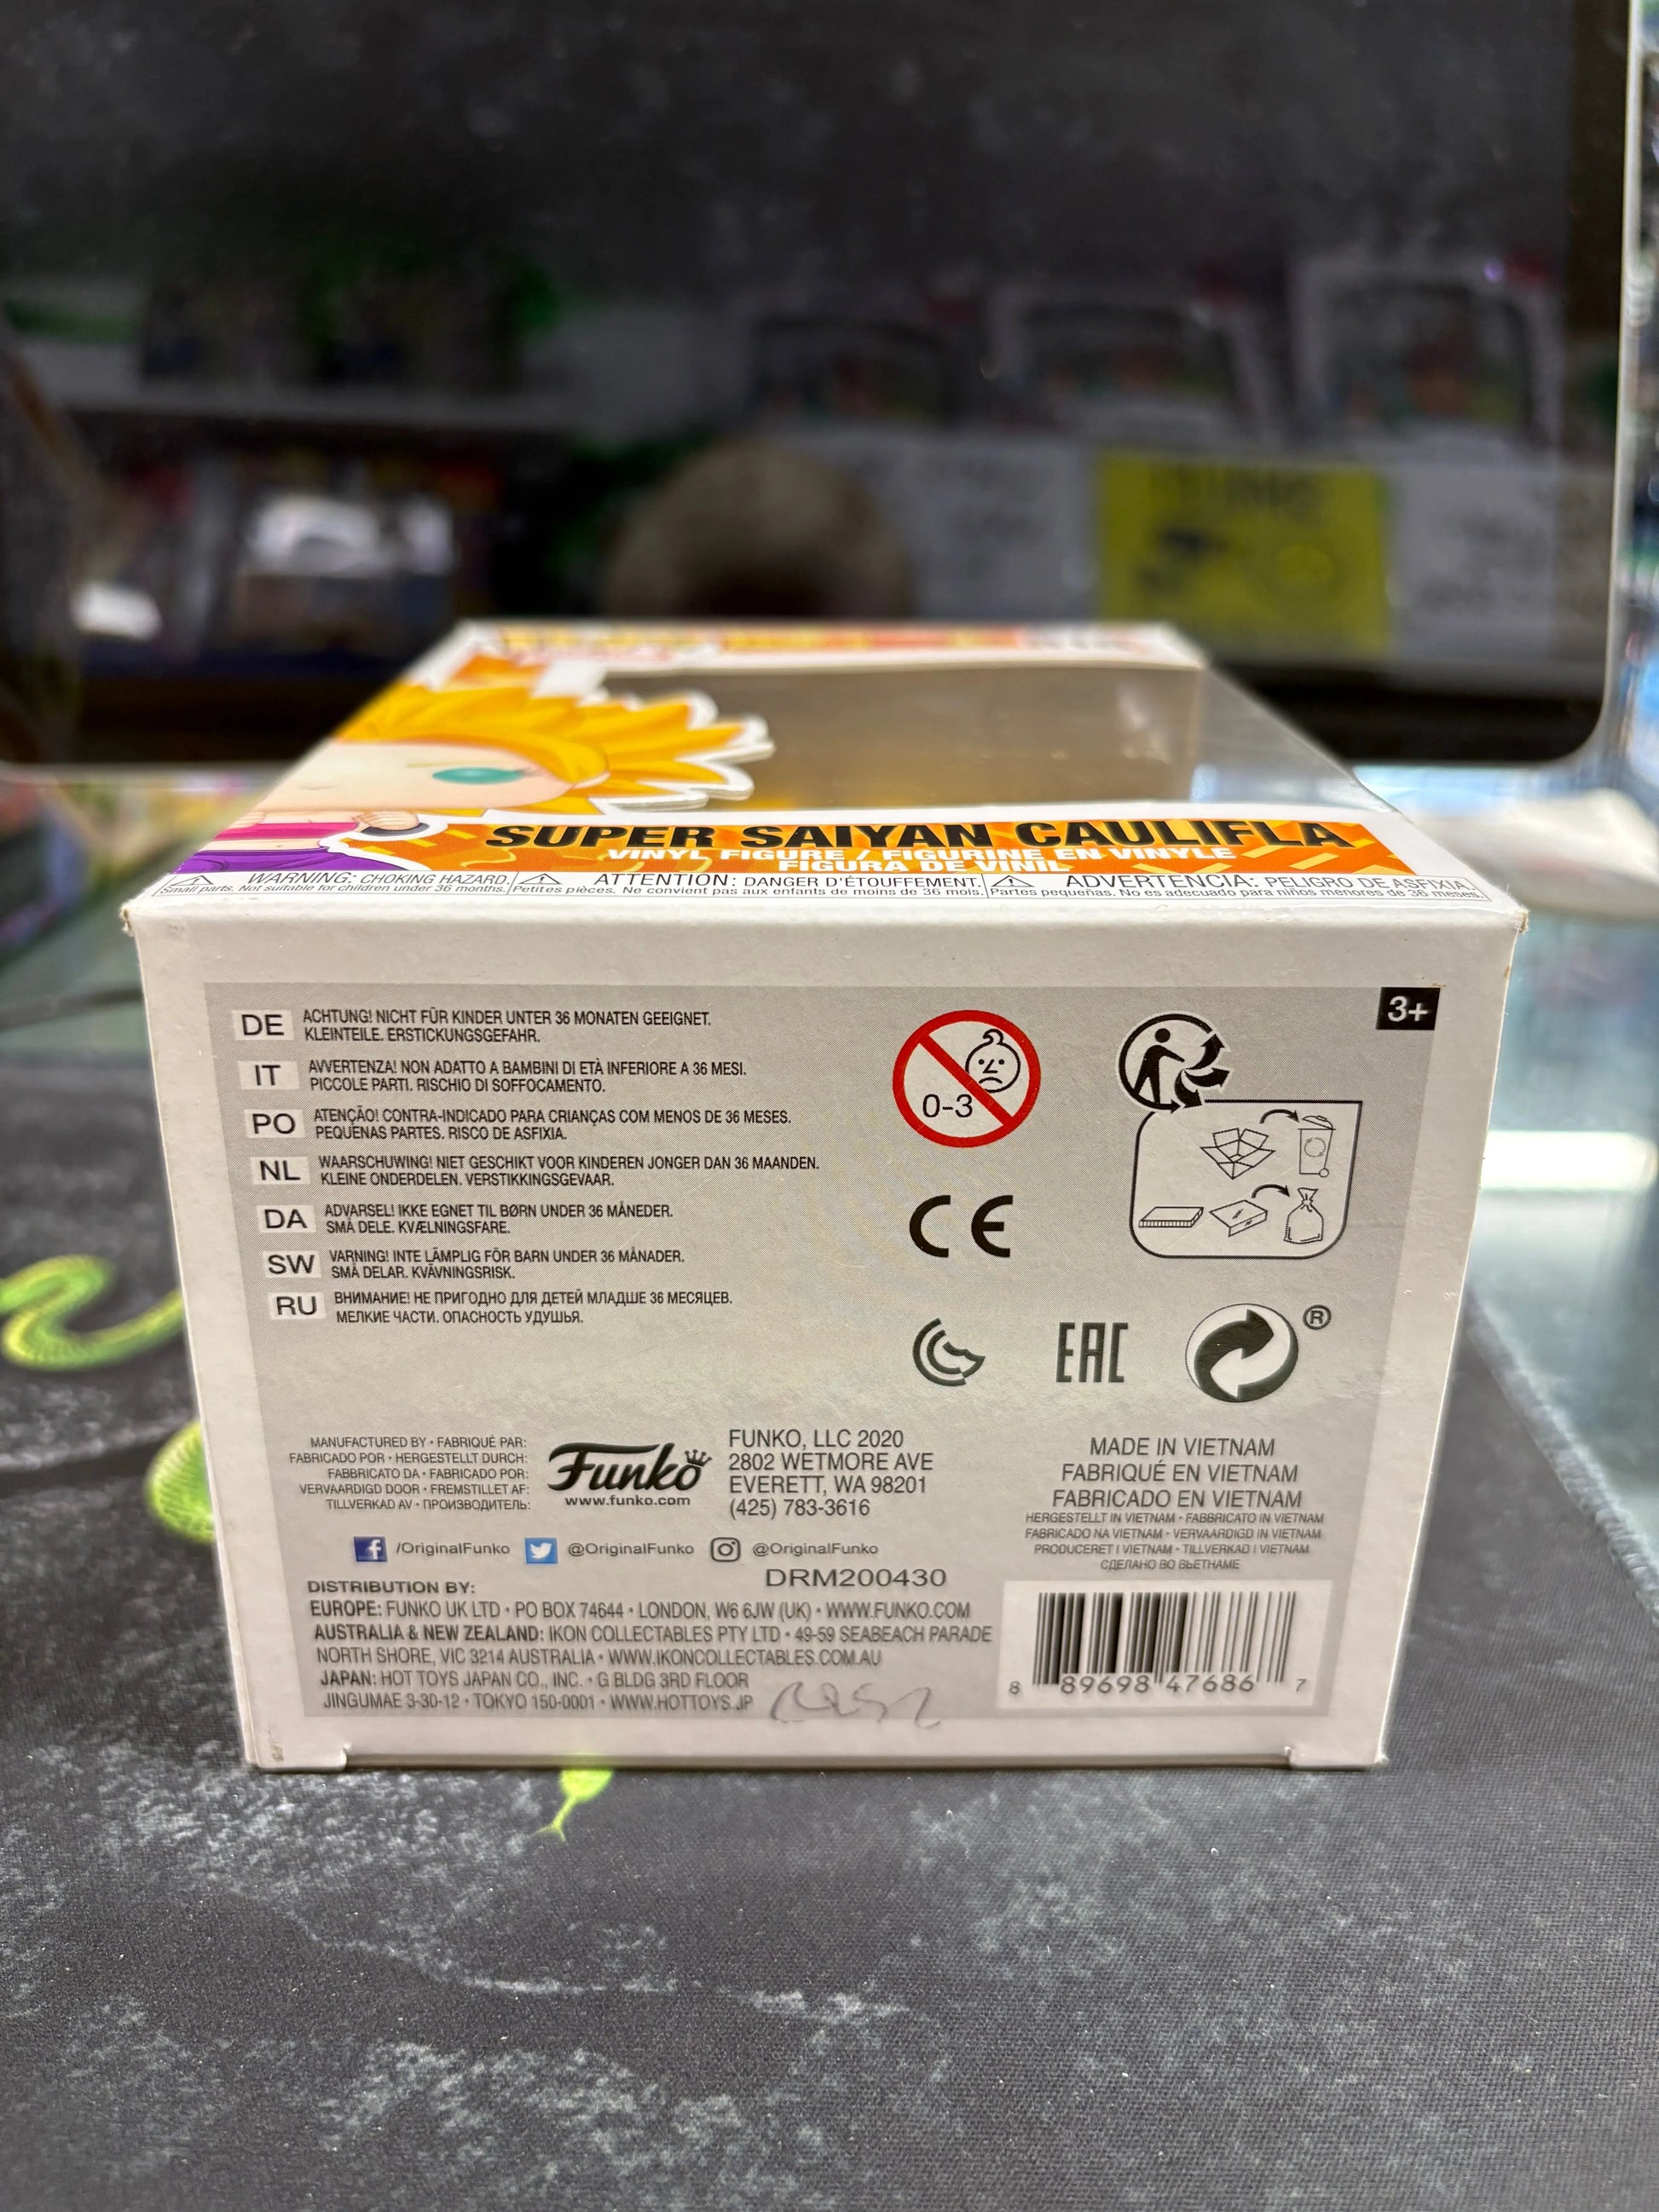 SUPER SAIYAN CAULIFLA
VINYL FIGURE / FIGURINE EN VINYLE
FIGURA DE VINIL
WARNING: CHOKING HAZARD.
Small parts. Not suitable for children under 36 months.
ATTENTION: DANGER D'ÉTOUFFEMENT.
Petites pièces. Ne convient pas aux enfants de moins de 36 mois.
ADVERTENCIA: PELIGRO DE ASFIXIA.
Partes pequeñas. No es adecuado para niños menores de 36 meses.
3+
DE ACHTUNG! NICHT FÜR KINDER UNTER 36 MONATEN GEEIGNET.
KLEINTEILE. ERSTICKUNGSGEFAHR.
IT AVVERTENZA! NON ADATTO A BAMBINI DI ETÀ INFERIORE A 36 MESI.
PICCOLE PARTI. RISCHIO DI SOFFOCAMENTO.
PO ATENÇÃO! CONTRA-INDICADO PARA CRIANÇAS COM MENOS DE 36 MESES.
PEQUENAS PARTES. RISCO DE ASFIXIA.
NL WAARSCHUWING! NIET GESCHIKT VOOR KINDEREN JONGER DAN 36 MAANDEN.
KLEINE ONDERDELEN. VERSTIKKINGSGEVAAR.
DA ADVARSEL! IKKE EGNET TIL BØRN UNDER 36 MÅNEDER.
SMÅ DELE. KVÆLNINGSFARE.
SW VARNING! INTE LÄMPLIG FÖR BARN UNDER 36 MÅNADER.
SMÅ DELAR. KVÄVNINGSRISK.
RU ВНИМАНИЕ! НЕ ПРИГОДНО ДЛЯ ДЕТЕЙ МЛАДШЕ 36 МЕСЯЦЕВ.
МЕЛКИЕ ЧАСТИ. ОПАСНОСТЬ УДУШЬЯ.
0-3
CE
EAC
®
MANUFACTURED BY • FABRIQUÉ PAR:
FABRICADO POR • HERGESTELLT DURCH:
FABBRICATO DA • FABRICADO POR:
VERVAARDIGD DOOR • FREMSTILLET AF:
TILLVERKAD AV • ПРОИЗВОДИТЕЛЬ:
Funko
www.funko.com
FUNKO, LLC 2020
2802 WETMORE AVE
EVERETT, WA 98201
(425) 783-3616
MADE IN VIETNAM
FABRIQUÉ EN VIETNAM
FABRICADO EN VIETNAM
HERGESTELLT IN VIETNAM • FABBRICATO IN VIETNAM
FABRICADO NA VIETNAM • VERVAARDIGD IN VIETNAM
PRODUCERET I VIETNAM • TILLVERKAD I VIETNAM
СДЕЛАНО ВО ВЬЕТНАМЕ
/OriginalFunko @OriginalFunko @OriginalFunko
DRM200430
DISTRIBUTION BY:
EUROPE: FUNKO UK LTD • PO BOX 74644 • LONDON, W6 6JW (UK) • WWW.FUNKO.COM
AUSTRALIA & NEW ZEALAND: IKON COLLECTABLES PTY LTD • 49-59 SEABEACH PARADE
NORTH SHORE, VIC 3214 AUSTRALIA • WWW.IKONCOLLECTABLES.COM.AU
JAPAN: HOT TOYS JAPAN CO., INC. • G BLDG 3RD FLOOR
JINGUMAE 3-30-12 • TOKYO 150-0001 • WWW.HOTTOYS.JP
8 89698 47686 7